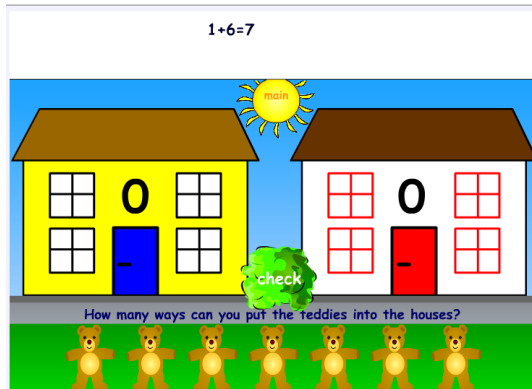 1+6=7
main
0
0
check
How many ways can you put the teddies into the houses?